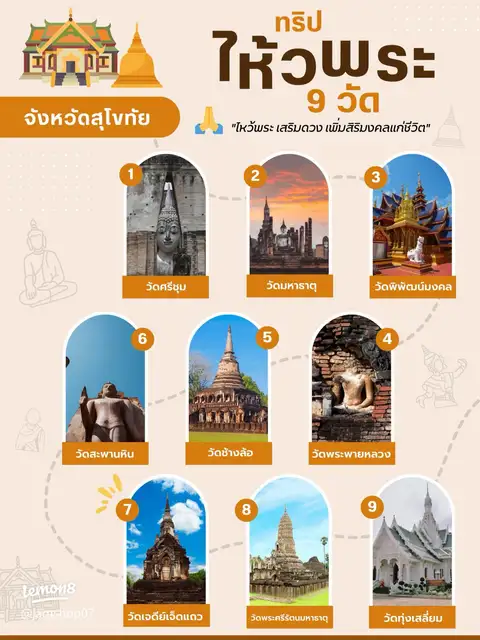 ทริป
ไห้วพระ
9 วัด
จังหวัดสุโขทัย
"ไหว้พระ เสริมดวง เพิ่มสิริมงคลแก่ชีวิต"
1
วัดศรีชุม
2
วัดมหาธาตุ
3
วัดพิพัฒน์มงคล
6
วัดสะพานหิน
5
วัดช้างล้อ
4
วัดพระพายหลวง
7
วัดเจดีย์เจ็ดแถว
8
วัดพระศรีรัตนมหาธาตุ
9
วัดทุ่งเสลี่ยม
lemon8